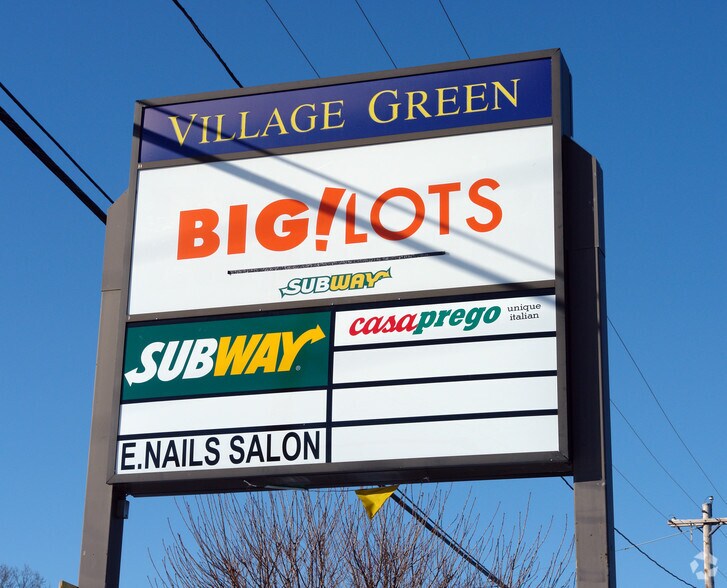 VILLAGE GREEN
BIG!LOTS
SUBWAY
SUBWAY
casaprego unique
italian
E.NAILS SALON